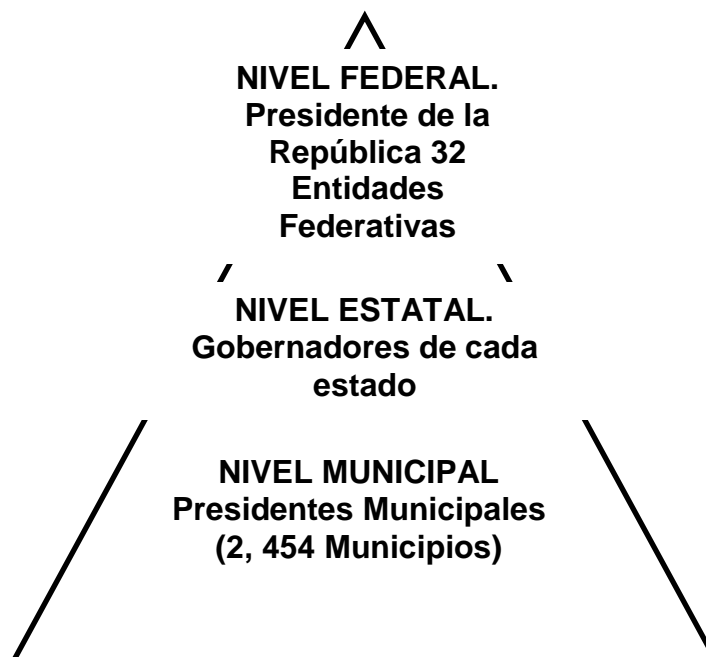 NIVEL FEDERAL.
Presidente de la
República 32
Entidades
Federativas
NIVEL ESTATAL.
Gobernadores de cada
estado
NIVEL MUNICIPAL
Presidentes Municipales
(2, 454 Municipios)